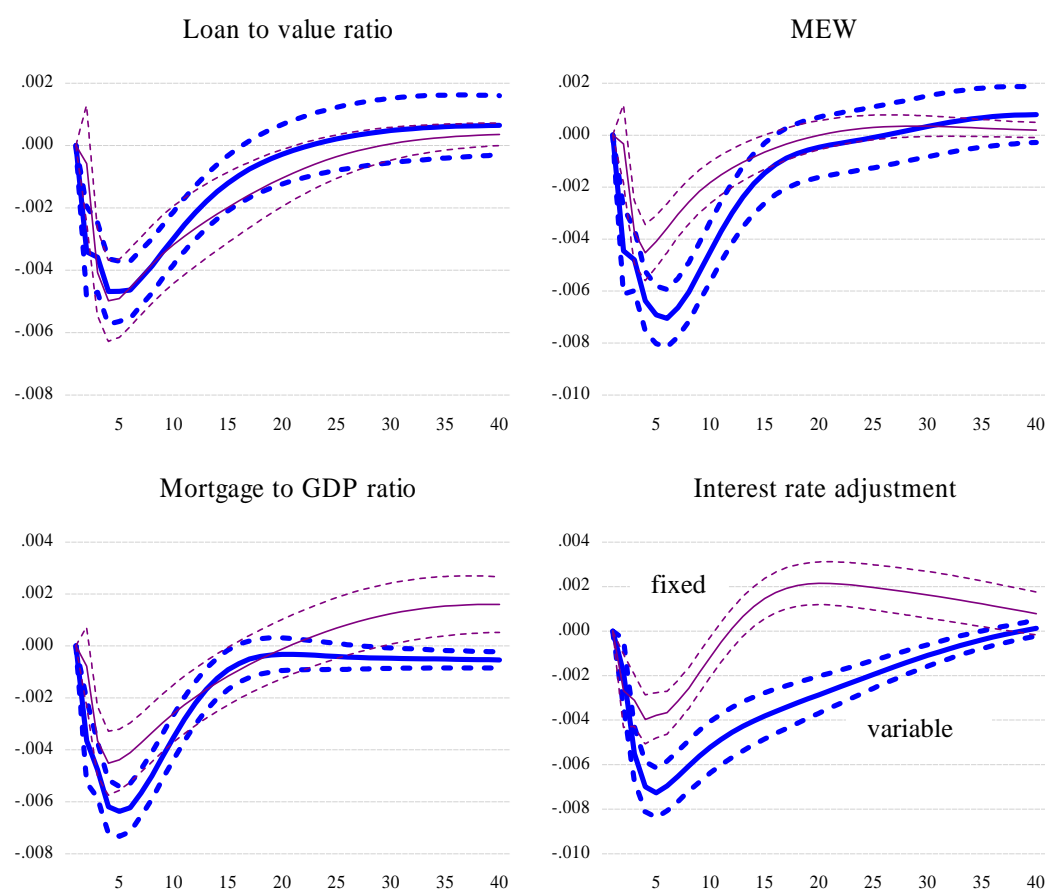 Loan to value ratio
.002
.000
-.002
-.004
-.006
-.008
5 10 15 20 25 30 35 40
MEW
.002
.000
-.002
-.004
-.006
-.008
-.010
5 10 15 20 25 30 35 40
Mortgage to GDP ratio
.004
.002
.000
-.002
-.004
-.006
-.008
5 10 15 20 25 30 35 40
Interest rate adjustment
.004
.002
.000
-.002
-.004
-.006
-.008
-.010
fixed
variable
5 10 15 20 25 30 35 40